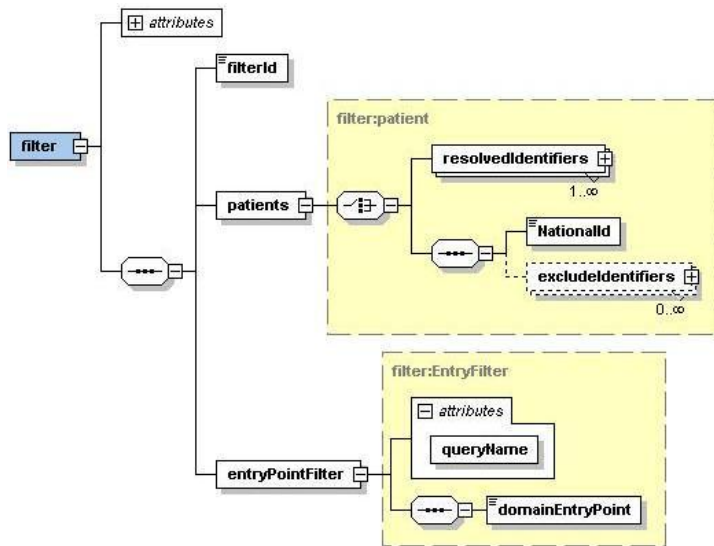 attributes
filterId
filter:patient
filter
resolvedIdentifiers
1..∞
patients
NationalId
excludeIdentifiers
0..∞
filter:EntryFilter
attributes
queryName
entryPointFilter
domainEntryPoint